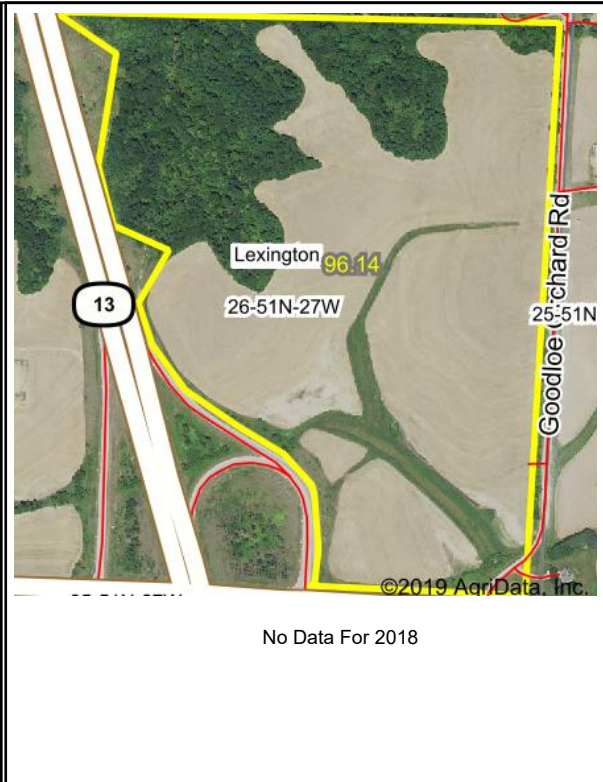 Lexington 96.14
13
26-51N-27W
25-51N
Goodloe Orchard Rd
©2019 AgriData, Inc.
No Data For 2018